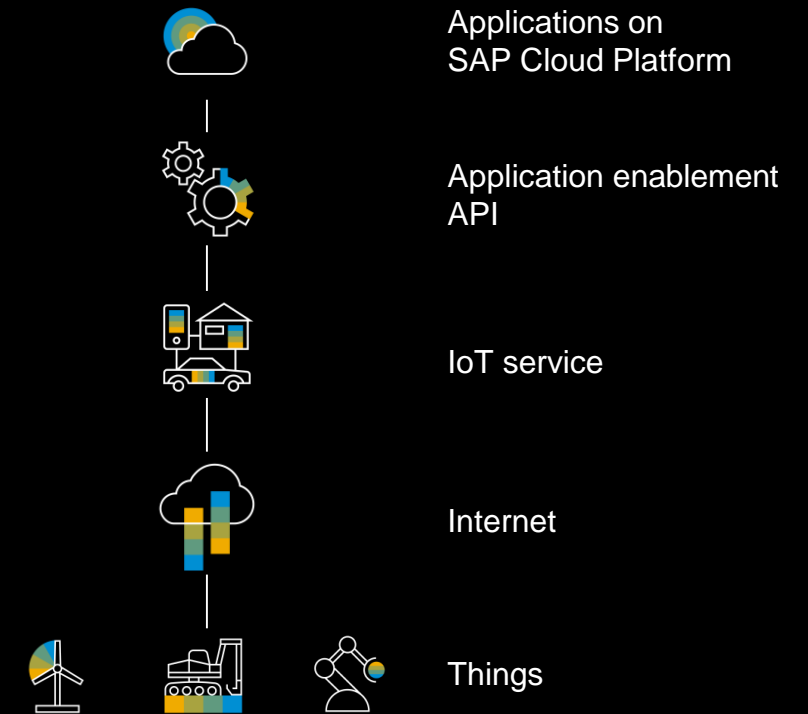 Applications on
SAP Cloud Platform
Application enablement
API
IoT service
Internet
Things